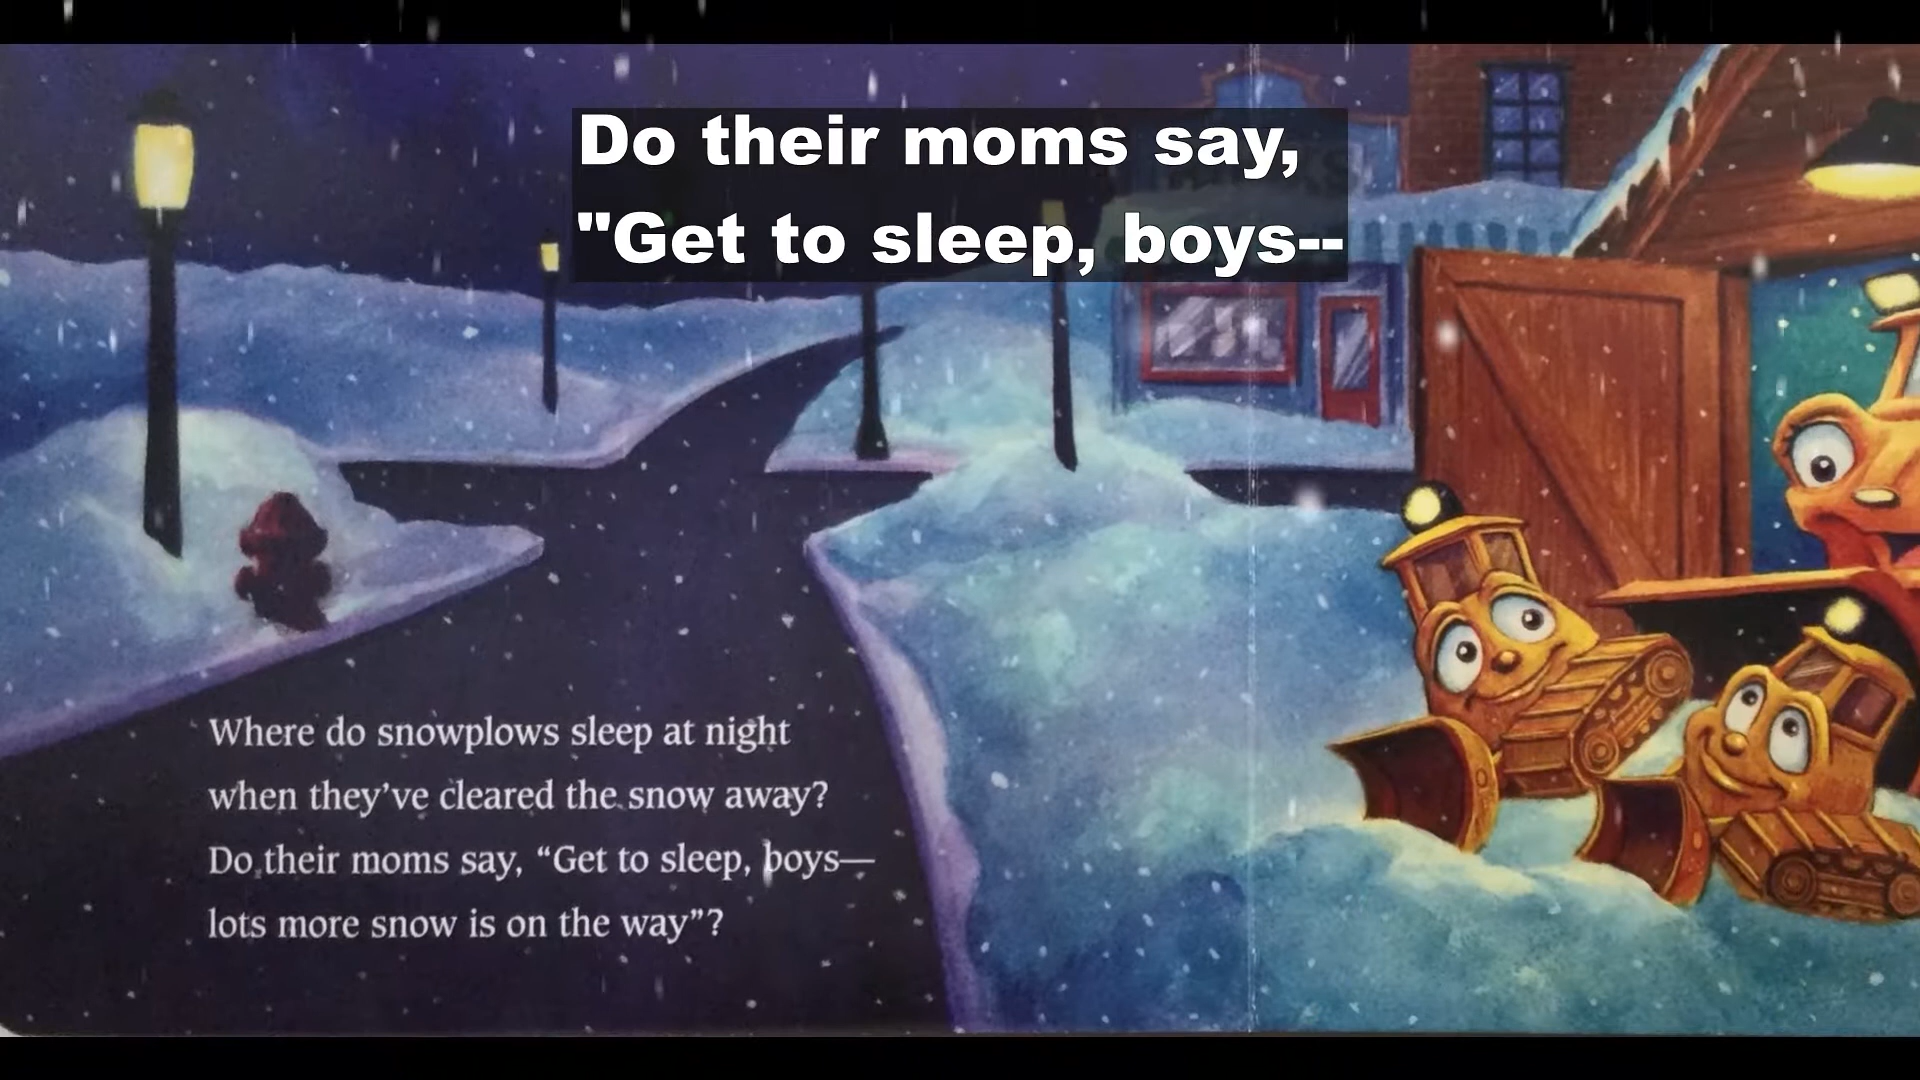 Do their moms say,
"Get to sleep, boys--
Where do snowplows sleep at night
when they've cleared the snow away?
Do their moms say, “Get to sleep, boys—
lots more snow is on the way”?